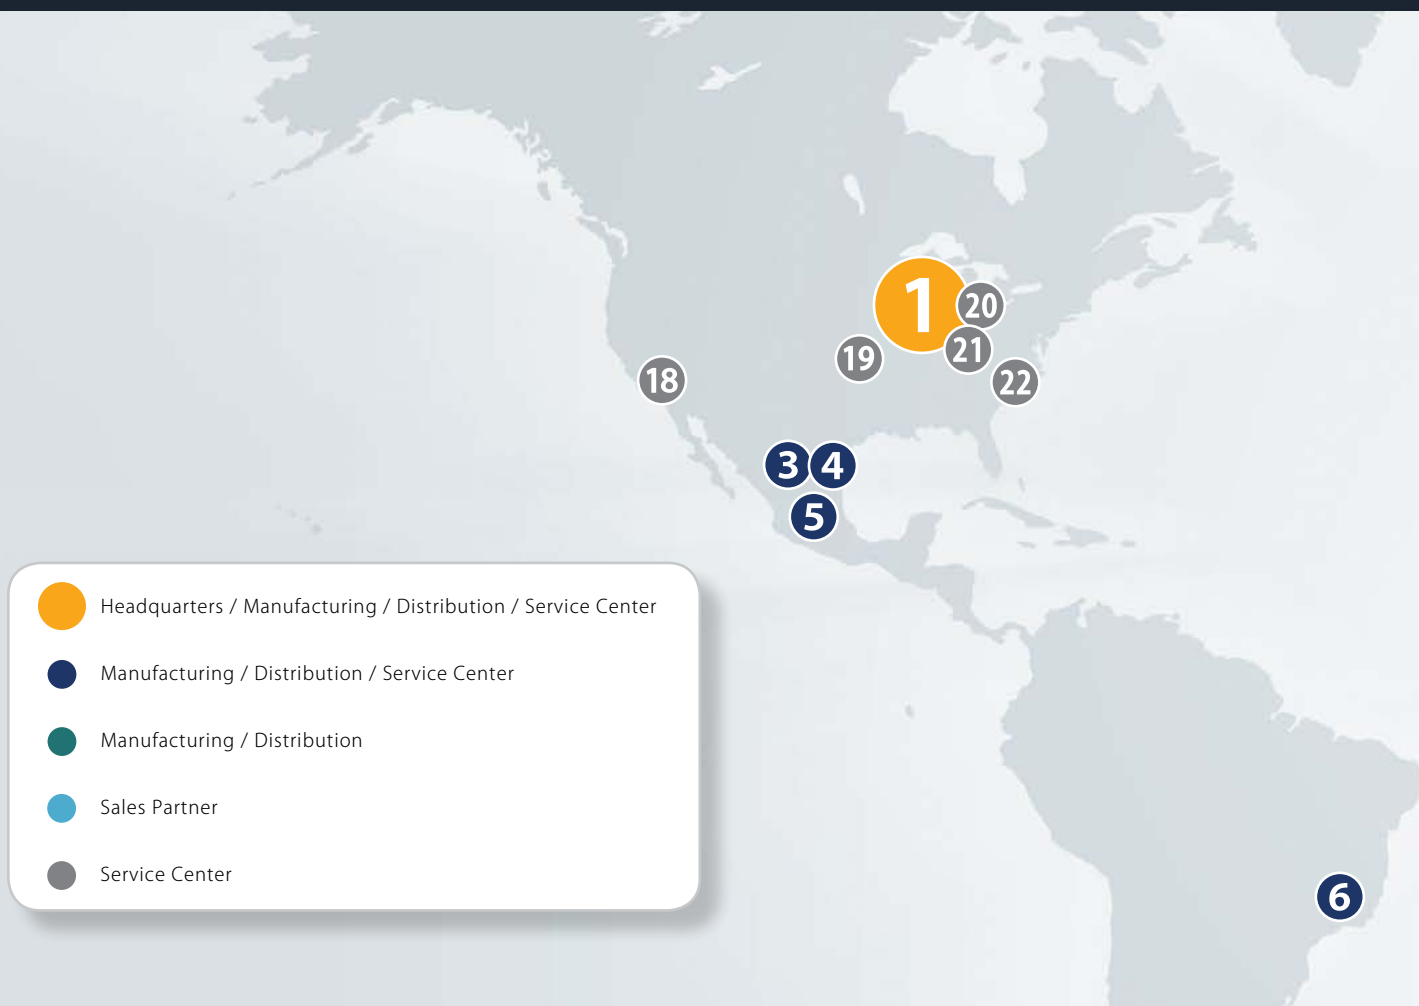 1
20
21
19
22
18
3
4
5
Headquarters / Manufacturing / Distribution / Service Center
Manufacturing / Distribution / Service Center
Manufacturing / Distribution
Sales Partner
Service Center
6